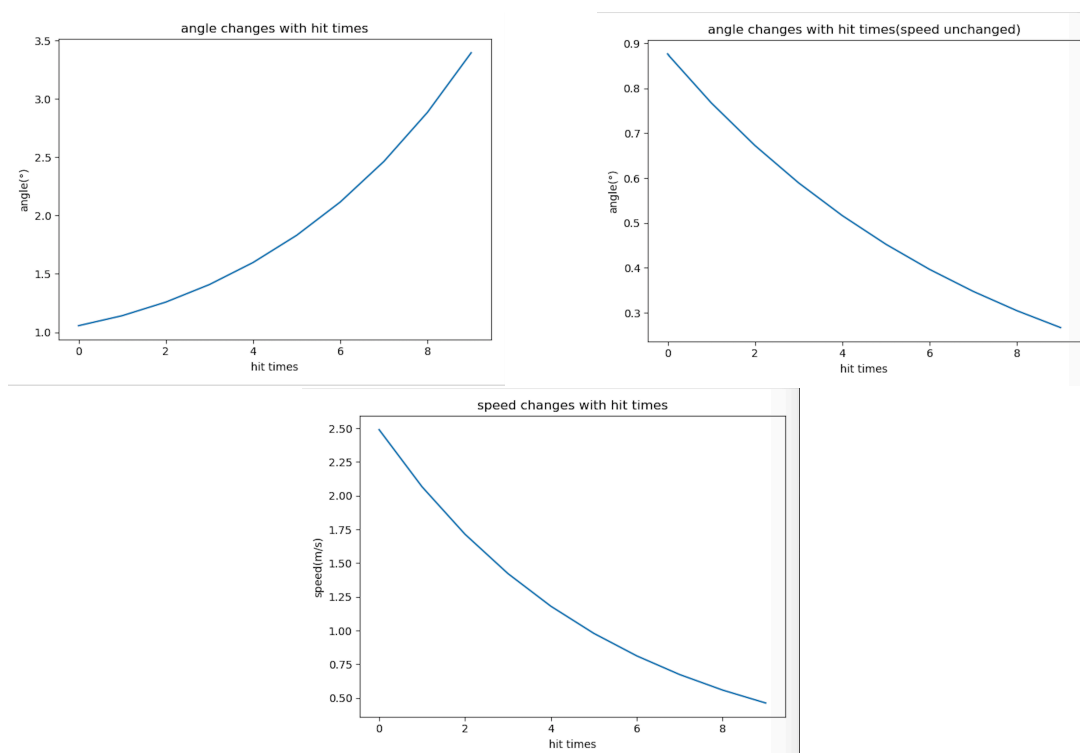 angle changes with hit times
3.5
3.0
2.5
2.0
1.5
1.0
angle(°)
0 2 4 6 8
hit times
angle changes with hit times(speed unchanged)
0.9
0.8
0.7
0.6
0.5
0.4
0.3
angle(°)
0 2 4 6 8
hit times
speed changes with hit times
2.50
2.25
2.00
1.75
1.50
1.25
1.00
0.75
0.50
speed(m/s)
0 2 4 6 8
hit times